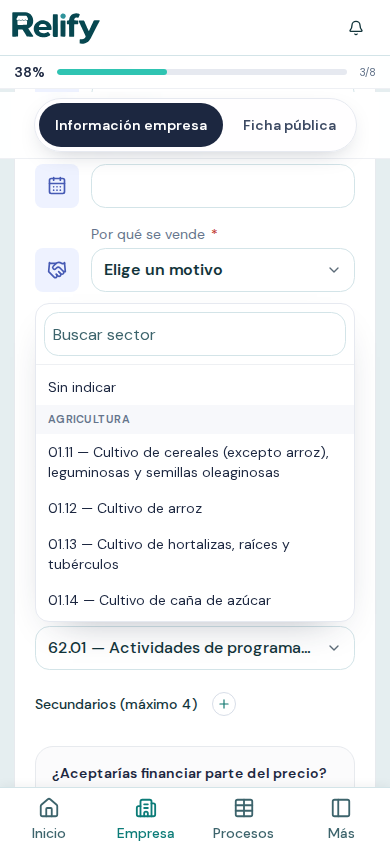 Relify
38%
3/8
Información empresa
Ficha pública
Por qué se vende *
Elige un motivo
Buscar sector
Sin indicar
AGRICULTURA
01.11 — Cultivo de cereales (excepto arroz),
leguminosas y semillas oleaginosas
01.12 — Cultivo de arroz
01.13 — Cultivo de hortalizas, raíces y
tubérculos
01.14 — Cultivo de caña de azúcar
62.01 — Actividades de programa...
Secundarios (máximo 4)
¿Aceptarías financiar parte del precio?
Inicio
Empresa
Procesos
Más